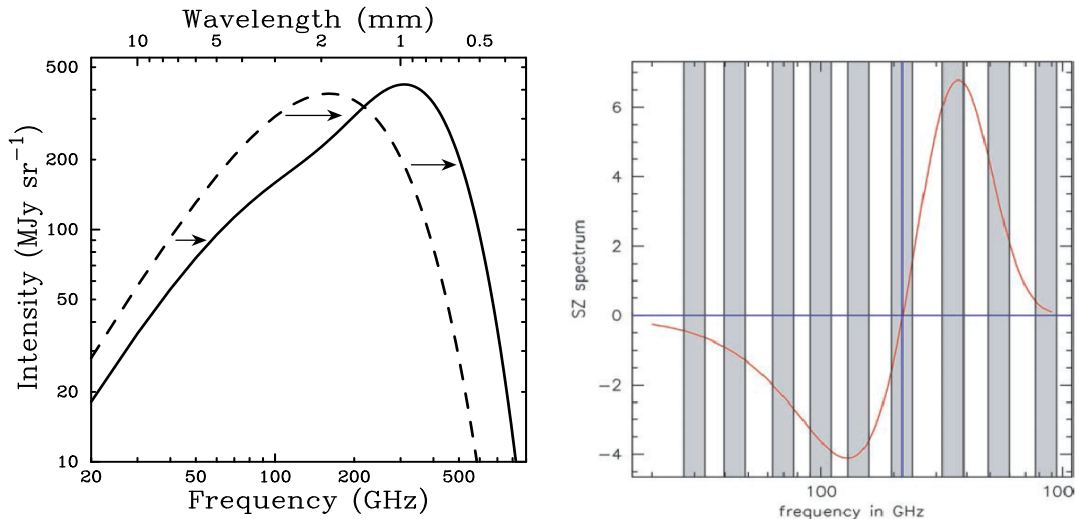 Wavelength (mm)
10 5 2 1 0.5
500
200
100
50
20
10
Intensity (MJy sr⁻¹)
20 50 100 200 500
Frequency (GHz)
6
4
2
0
−2
−4
SZ spectrum
100 100
frequency in GHz